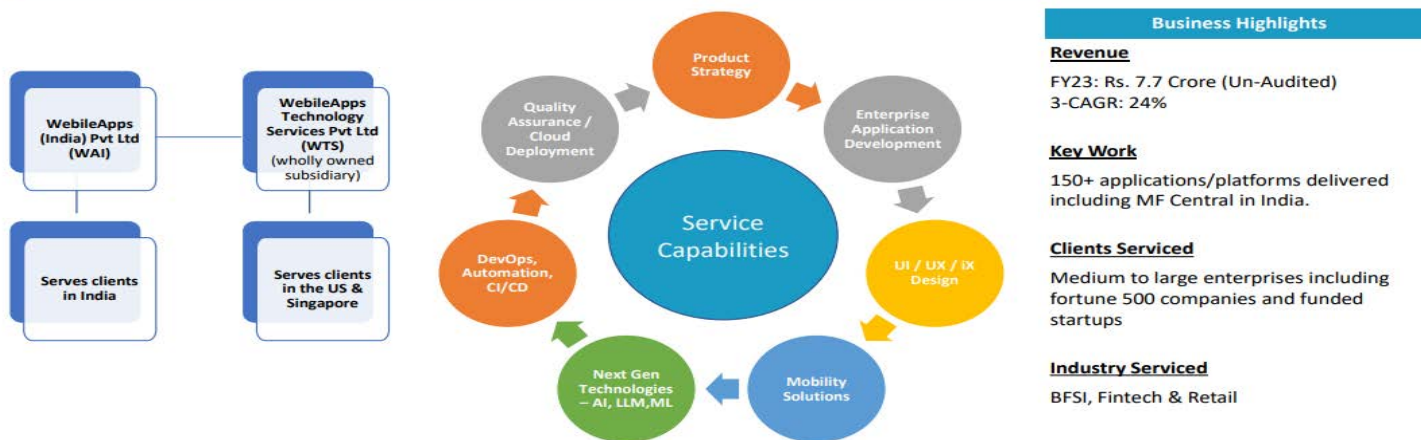 WebileApps
(India) Pvt Ltd
(WAI)
WebileApps
Technology
Services Pvt Ltd
(WTS)
(wholly owned
subsidiary)
Serves clients
in India
Serves clients
in the US &
Singapore
Product
Strategy
Enterprise
Application
Development
UI / UX / iX
Design
Mobility
Solutions
Next Gen
Technologies
– AI, LLM,ML
DevOps,
Automation,
CI/CD
Quality
Assurance /
Cloud
Deployment
Service
Capabilities
Business Highlights
Revenue
FY23: Rs. 7.7 Crore (Un-Audited)
3-CAGR: 24%
Key Work
150+ applications/platforms delivered
including MF Central in India.
Clients Serviced
Medium to large enterprises including
fortune 500 companies and funded
startups
Industry Serviced
BFSI, Fintech & Retail